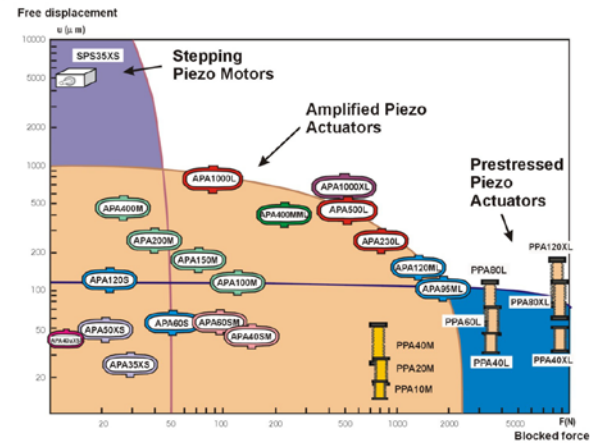 Free displacement
u (µ m)
10000
5000
2000
1000
500
200
100
50
20
SPS35XS
Stepping
Piezo Motors
Amplified Piezo
Actuators
Prestressed
Piezo
Actuators
APA1000L
APA1000XL
APA400M
APA400MML
APA500L
APA200M
APA230L
APA150M
APA120ML
APA120S
APA100M
APA95ML
APA50XS
APA60S
APA60SM
APA40SM
APA35XS
PPA120XL
PPA80L
PPA80XL
PPA60L
PPA40L
PPA40XL
PPA40M
PPA20M
PPA10M
20
50
100
200
500
1000
2000
5000
F(N)
Blocked force